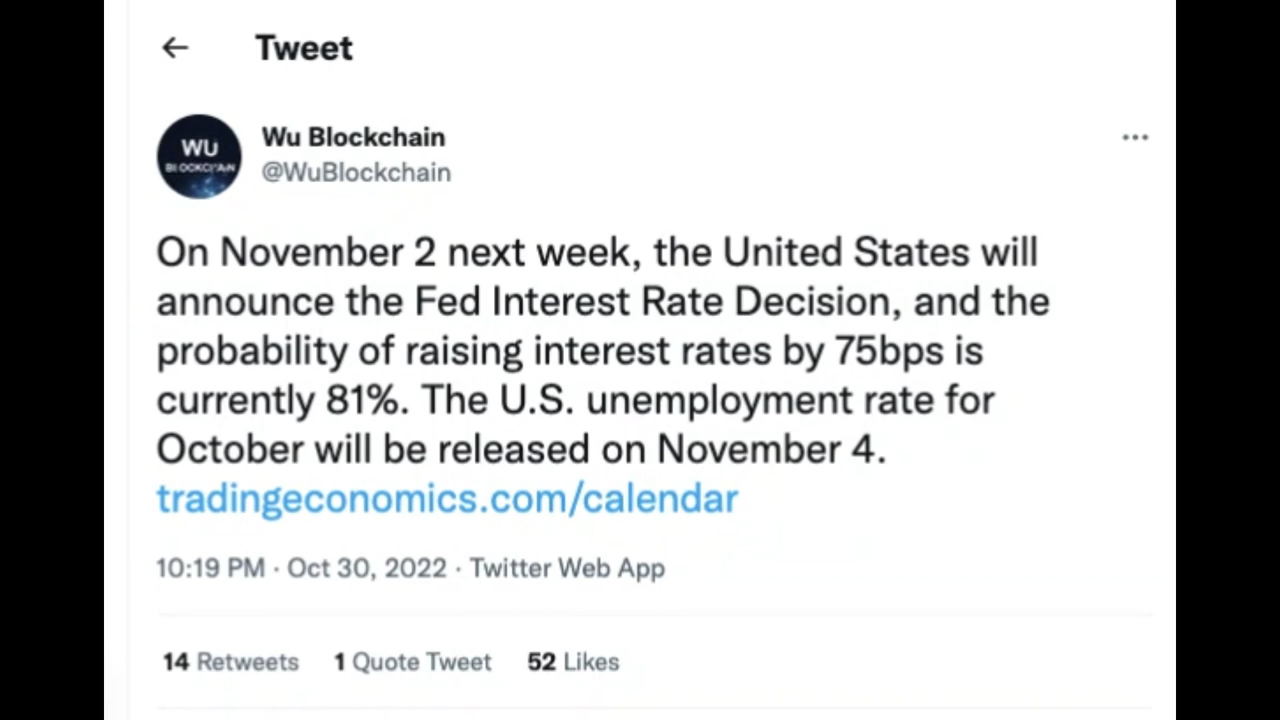 ← Tweet
WU
BLOCKCHAIN
Wu Blockchain
@WuBlockchain
...
On November 2 next week, the United States will
announce the Fed Interest Rate Decision, and the
probability of raising interest rates by 75bps is
currently 81%. The U.S. unemployment rate for
October will be released on November 4.
tradingeconomics.com/calendar
10:19 PM · Oct 30, 2022 · Twitter Web App
14 Retweets 1 Quote Tweet 52 Likes